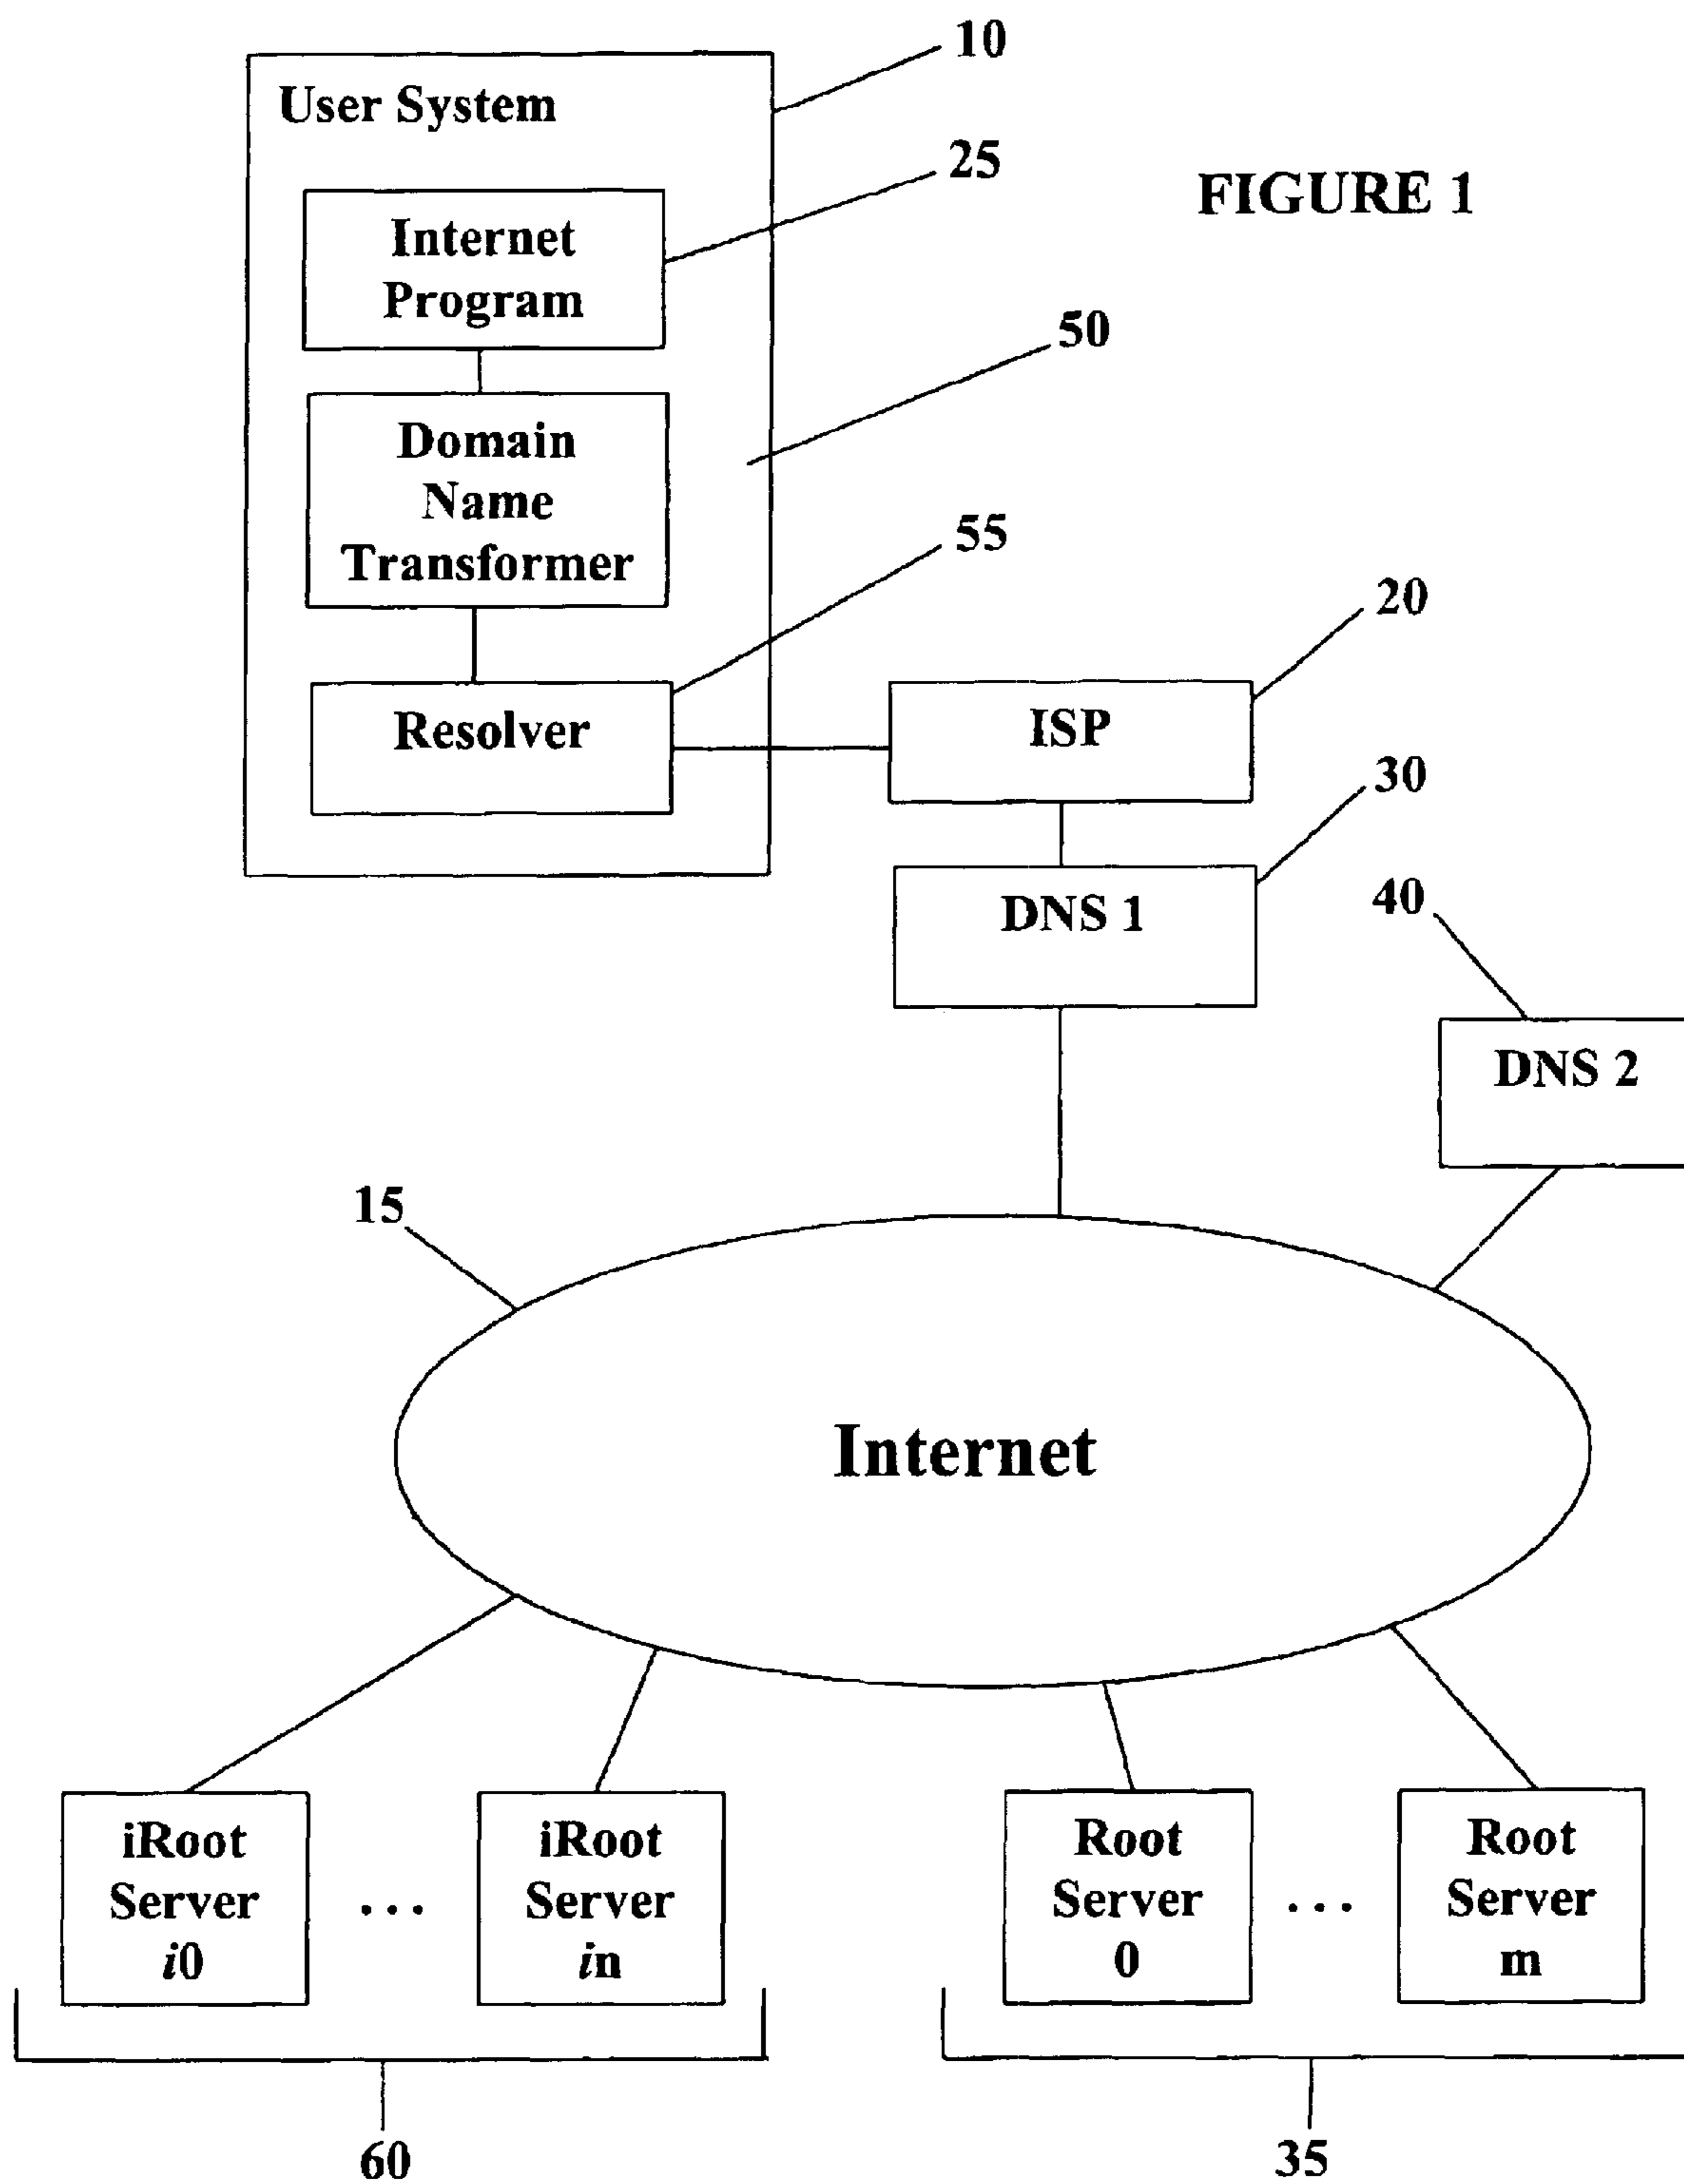 10
User System
25
FIGURE 1
Internet
Program
50
Domain
Name
Transformer
55
20
Resolver
ISP
30
DNS 1
40
DNS 2
15
Internet
iRoot
Server
i0
...
iRoot
Server
in
Root
Server
0
...
Root
Server
m
60
35